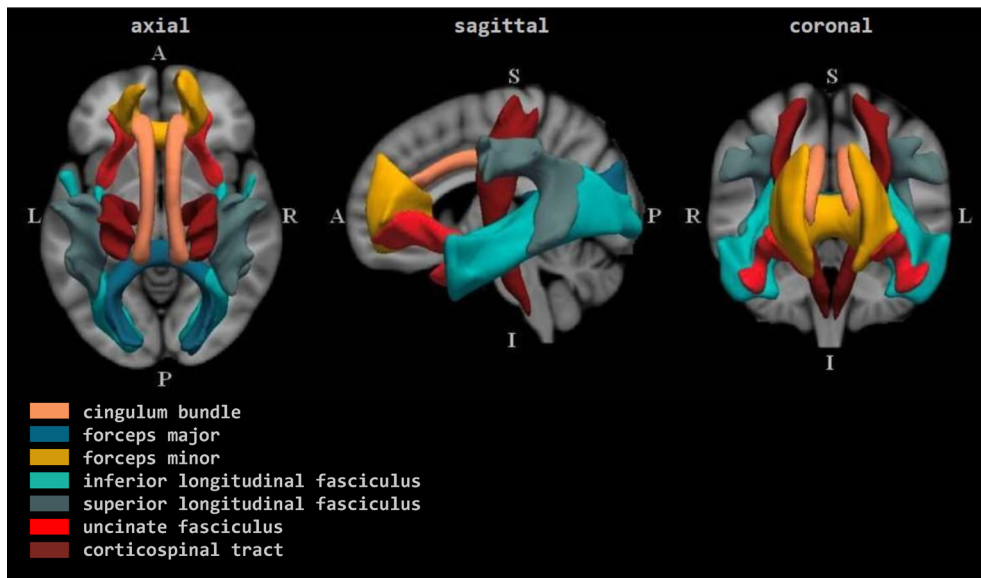 axial sagittal coronal
A S S
L R A P R L
P I I
cingulum bundle
forceps major
forceps minor
inferior longitudinal fasciculus
superior longitudinal fasciculus
uncinate fasciculus
corticospinal tract